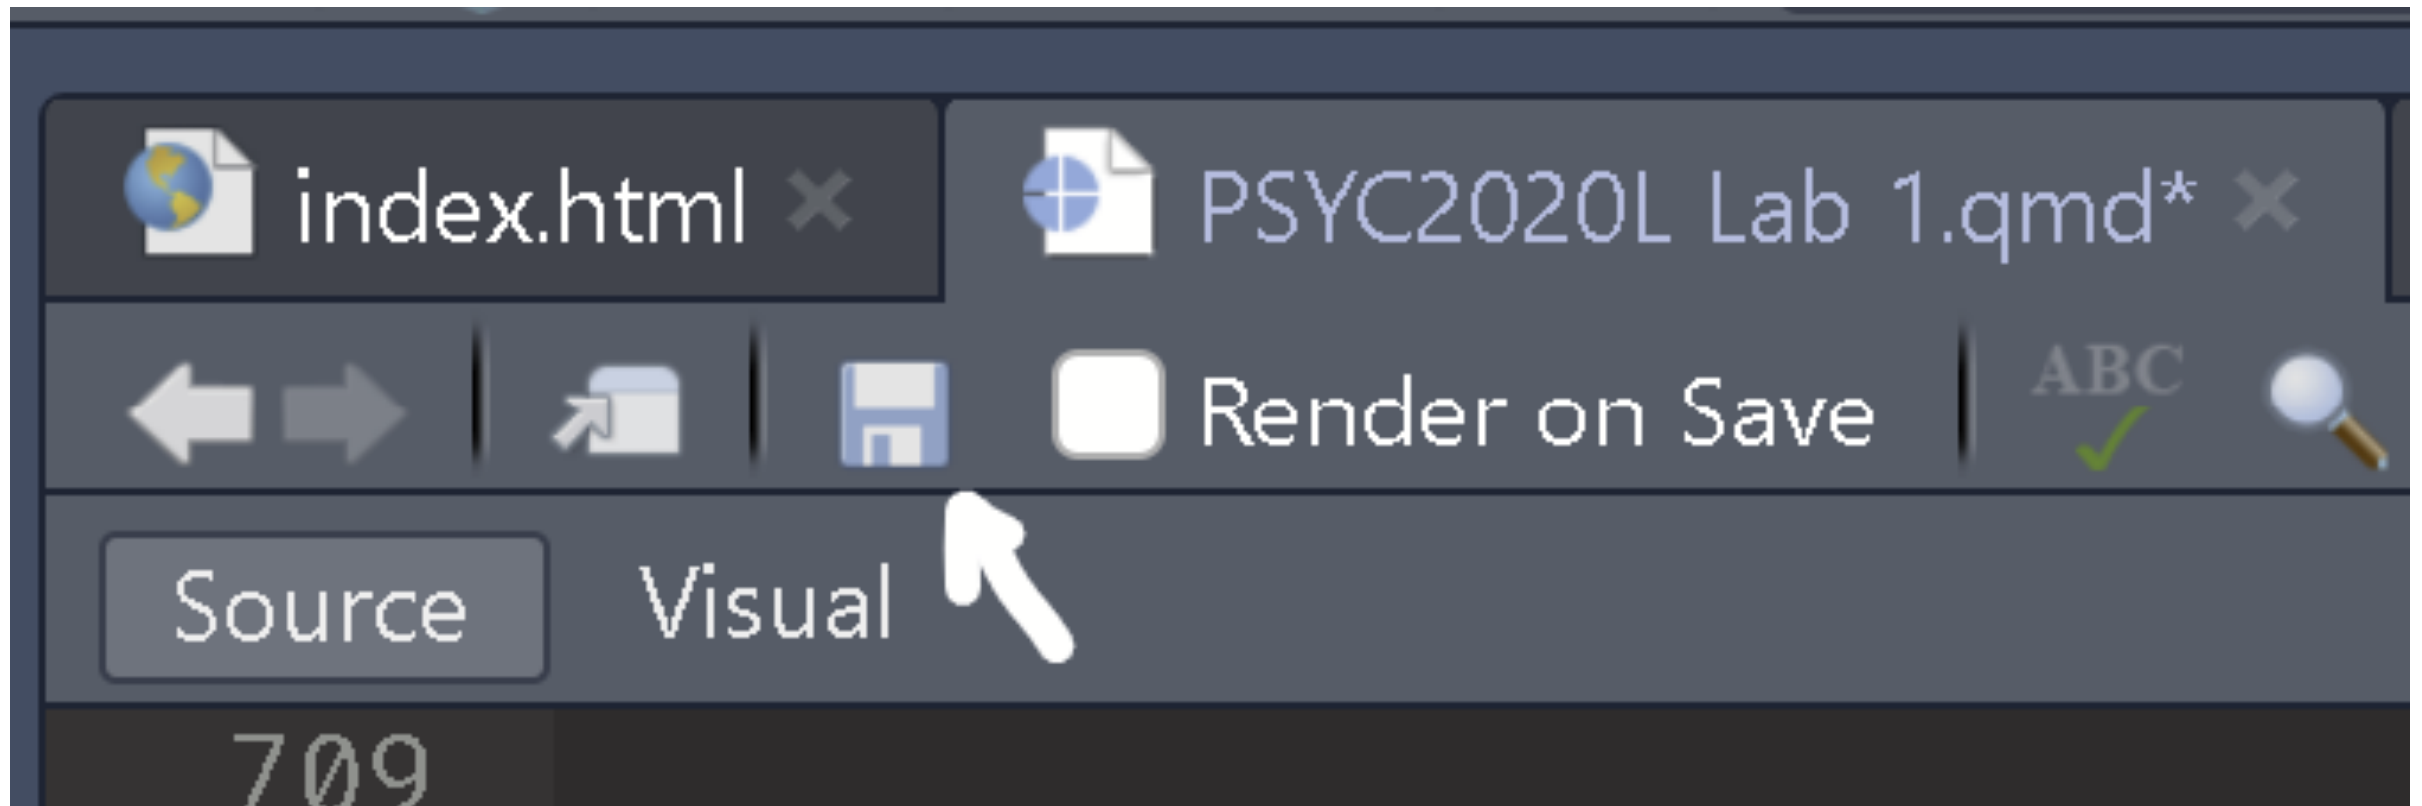 index.html PSYC2020L Lab 1.qmd*
Render on Save ABC
Source Visual
709